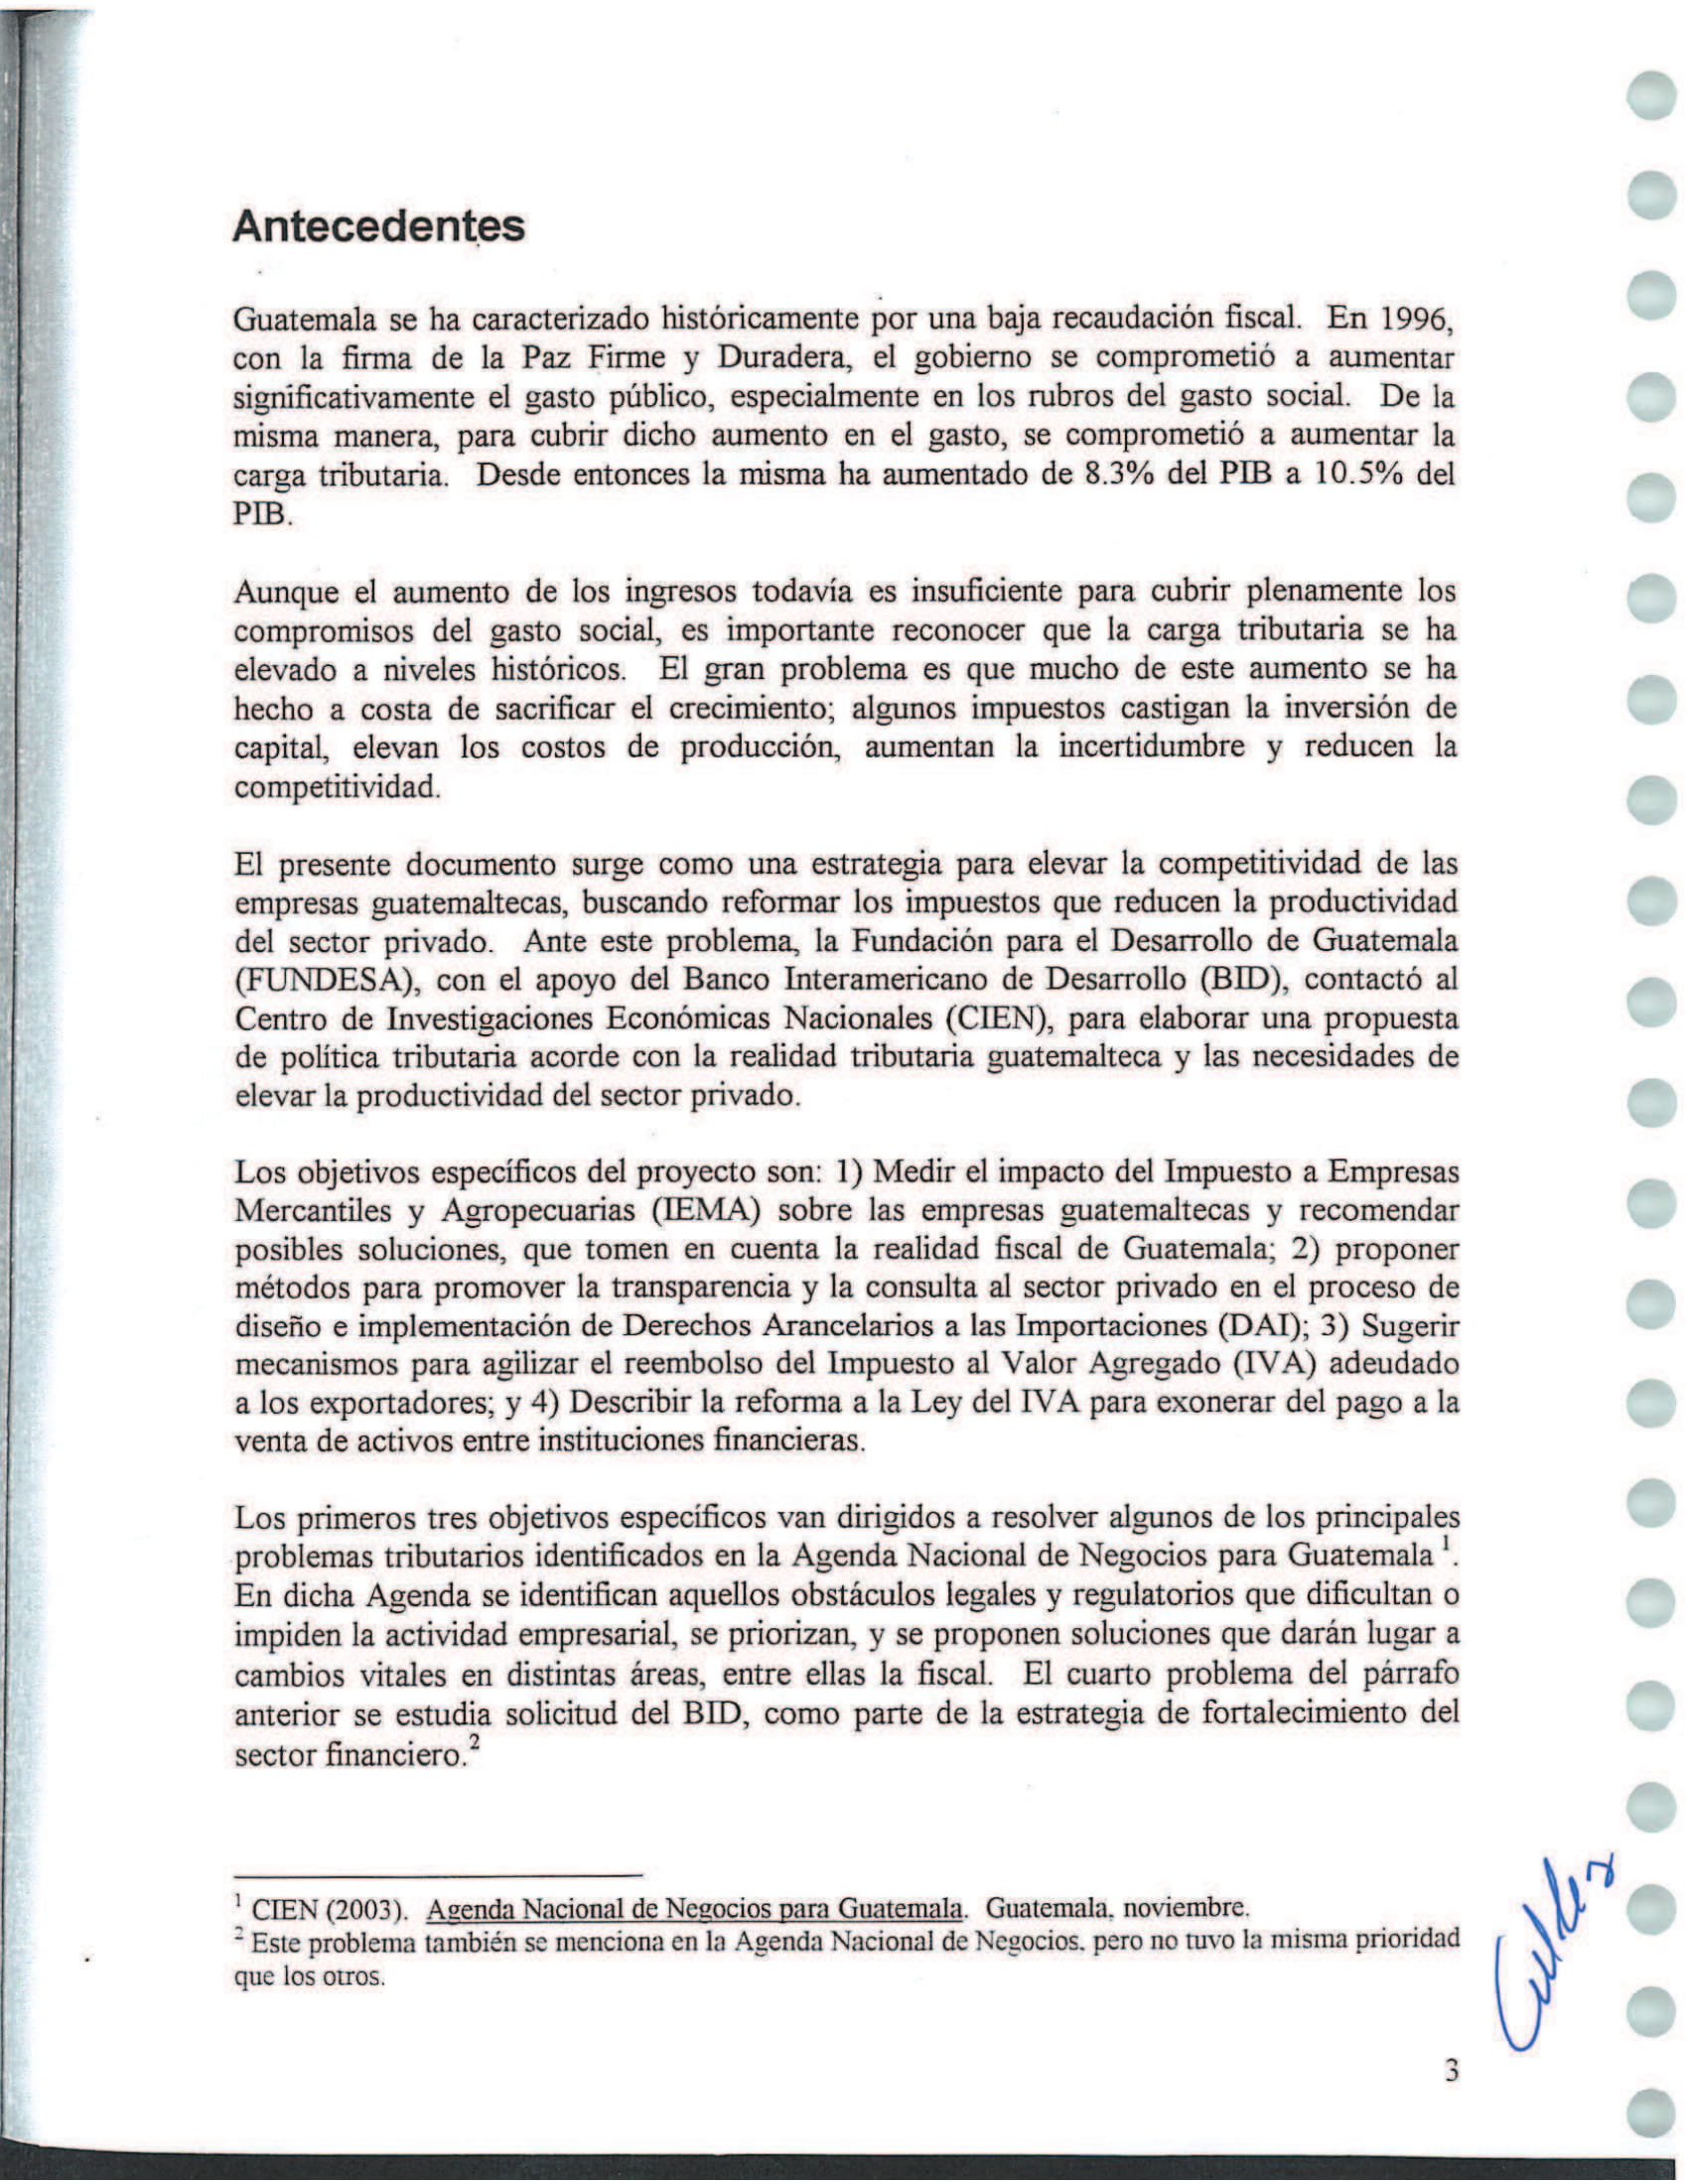 Antecedentes
Guatemala se ha caracterizado históricamente por una baja recaudación fiscal. En 1996,
con la firma de la Paz Firme y Duradera, el gobierno se comprometió a aumentar
significativamente el gasto público, especialmente en los rubros del gasto social. De la
misma manera, para cubrir dicho aumento en el gasto, se comprometió a aumentar la
carga tributaria. Desde entonces la misma ha aumentado de 8.3% del PIB a 10.5% del
PIB.
Aunque el aumento de los ingresos todavía es insuficiente para cubrir plenamente los
compromisos del gasto social, es importante reconocer que la carga tributaria se ha
elevado a niveles históricos. El gran problema es que mucho de este aumento se ha
hecho a costa de sacrificar el crecimiento; algunos impuestos castigan la inversión de
capital, elevan los costos de producción, aumentan la incertidumbre y reducen la
competitividad.
El presente documento surge como una estrategia para elevar la competitividad de las
empresas guatemaltecas, buscando reformar los impuestos que reducen la productividad
del sector privado. Ante este problema, la Fundación para el Desarrollo de Guatemala
(FUNDESA), con el apoyo del Banco Interamericano de Desarrollo (BID), contactó al
Centro de Investigaciones Económicas Nacionales (CIEN), para elaborar una propuesta
de política tributaria acorde con la realidad tributaria guatemalteca y las necesidades de
elevar la productividad del sector privado.
Los objetivos específicos del proyecto son: 1) Medir el impacto del Impuesto a Empresas
Mercantiles y Agropecuarias (IEMA) sobre las empresas guatemaltecas y recomendar
posibles soluciones, que tomen en cuenta la realidad fiscal de Guatemala; 2) proponer
métodos para promover la transparencia y la consulta al sector privado en el proceso de
diseño e implementación de Derechos Arancelarios a las Importaciones (DAI); 3) Sugerir
mecanismos para agilizar el reembolso del Impuesto al Valor Agregado (IVA) adeudado
a los exportadores; y 4) Describir la reforma a la Ley del IVA para exonerar del pago a la
venta de activos entre instituciones financieras.
Los primeros tres objetivos específicos van dirigidos a resolver algunos de los principales
problemas tributarios identificados en la Agenda Nacional de Negocios para Guatemala ¹.
En dicha Agenda se identifican aquellos obstáculos legales y regulatorios que dificultan o
impiden la actividad empresarial, se priorizan, y se proponen soluciones que darán lugar a
cambios vitales en distintas áreas, entre ellas la fiscal. El cuarto problema del párrafo
anterior se estudia solicitud del BID, como parte de la estrategia de fortalecimiento del
sector financiero.²
¹ CIEN (2003). Agenda Nacional de Negocios para Guatemala. Guatemala, noviembre.
² Este problema también se menciona en la Agenda Nacional de Negocios, pero no tuvo la misma prioridad
que los otros.
3